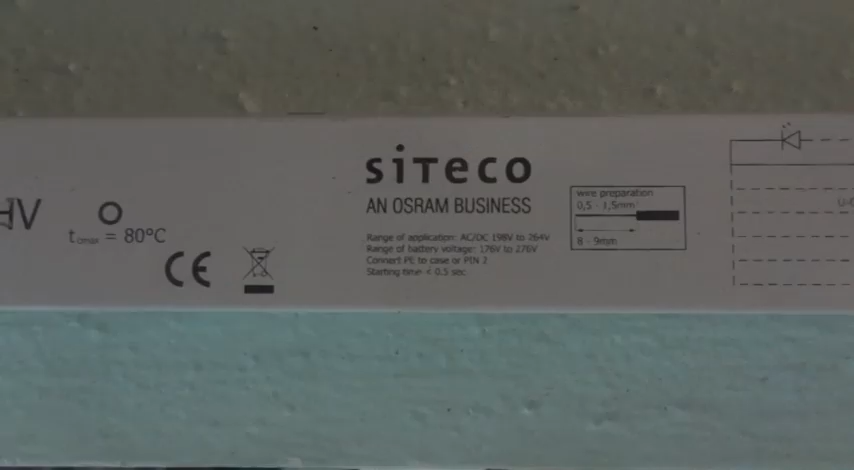 siteco
AN OSRAM BUSINESS
Range of application: AC/DC 198V to 264V
Range of battery voltage: 176V to 276V
Connect PE to case or PIN 2
Starting time < 0.5 sec
wire preparation
0,5 - 1,5mm²
8 - 9mm
tcmax = 80°C
CE